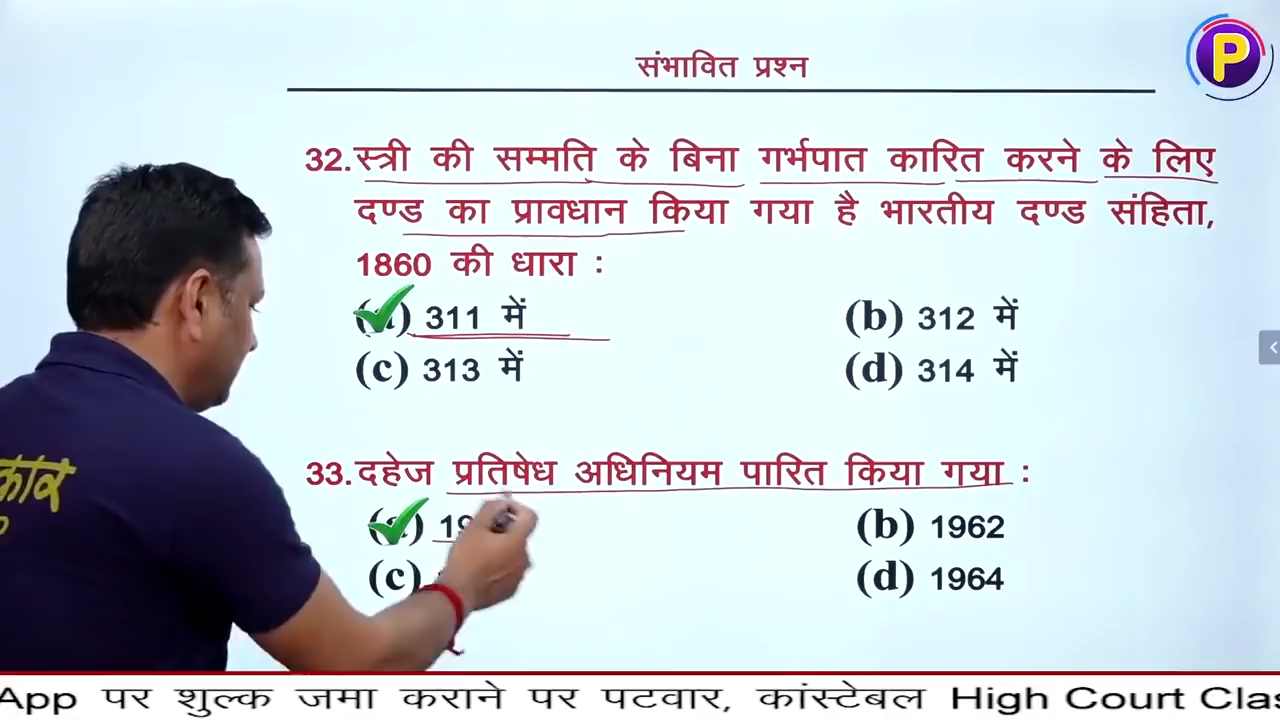 P
संभावित प्रश्न
32. स्त्री की सम्मति के बिना गर्भपात कारित करने के लिए
दण्ड का प्रावधान किया गया है भारतीय दण्ड संहिता,
1860 की धारा :
311 में (b) 312 में
(c) 313 में (d) 314 में
33. दहेज प्रतिषेध अधिनियम पारित किया गया :
(b) 1962
(c) (d) 1964
App पर शुल्क जमा कराने पर पटवार, कांस्टेबल High Court Clas